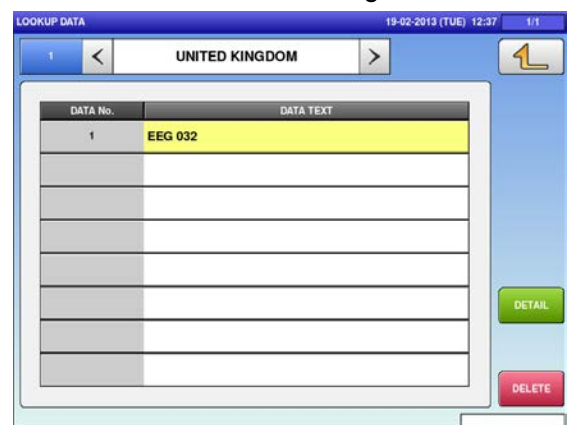 LOOKUP DATA 19-02-2013 (TUE) 12:37 1/1
1 < UNITED KINGDOM >
DATA No. DATA TEXT
1 EEG 032
DETAIL
DELETE